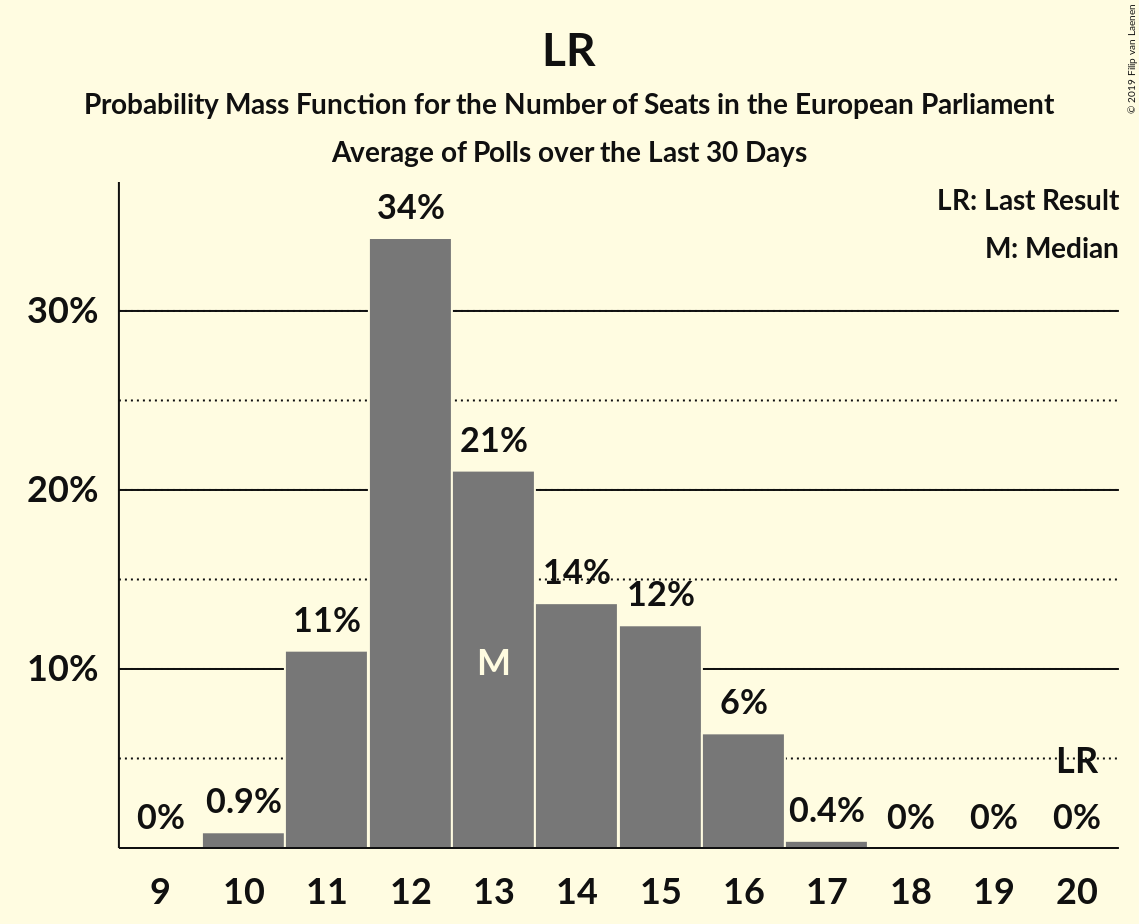 LR
Probability Mass Function for the Number of Seats in the European Parliament
Average of Polls over the Last 30 Days
© 2019 Filip van Laenen
LR: Last Result
M: Median
34%
30%
21%
20%
14%
12%
11%
M
10%
6%
LR
0%
0.9%
0.4%
0%
0%
0%
9 10 11 12 13 14 15 16 17 18 19 20